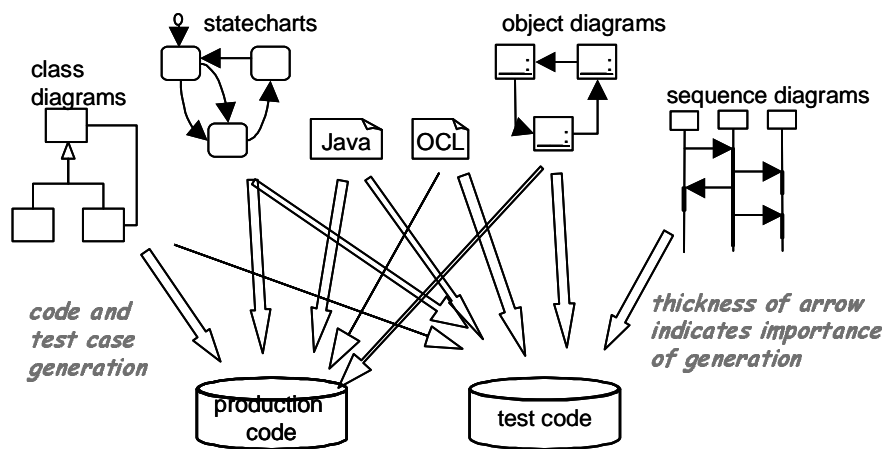 statecharts
object diagrams
class
diagrams
sequence diagrams
Java
OCL
code and
test case
generation
thickness of arrow
indicates importance
of generation
production
code
test code